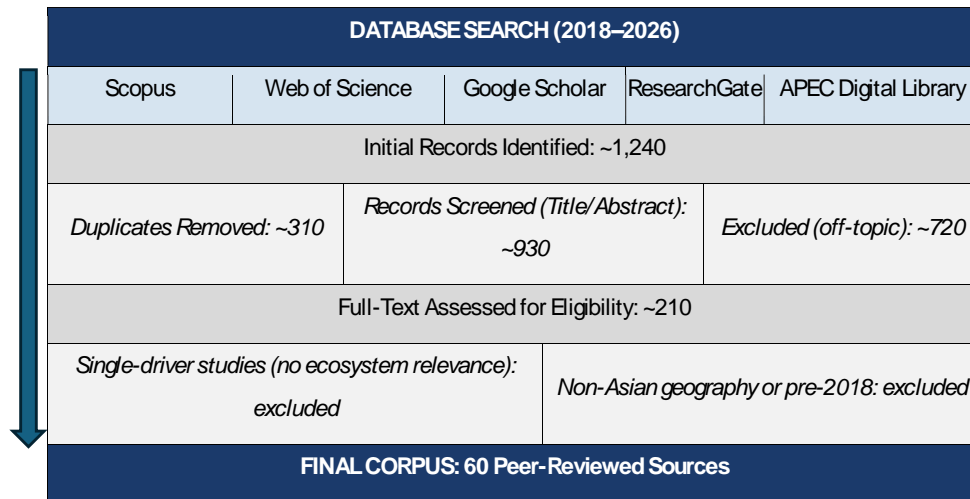 DATABASE SEARCH (2018–2026)
Scopus
Web of Science
Google Scholar
ResearchGate
APEC Digital Library
Initial Records Identified: ~1,240
Duplicates Removed: ~310
Records Screened (Title/Abstract):
~930
Excluded (off-topic): ~720
Full-Text Assessed for Eligibility: ~210
Single-driver studies (no ecosystem relevance):
excluded
Non-Asian geography or pre-2018: excluded
FINAL CORPUS: 60 Peer-Reviewed Sources